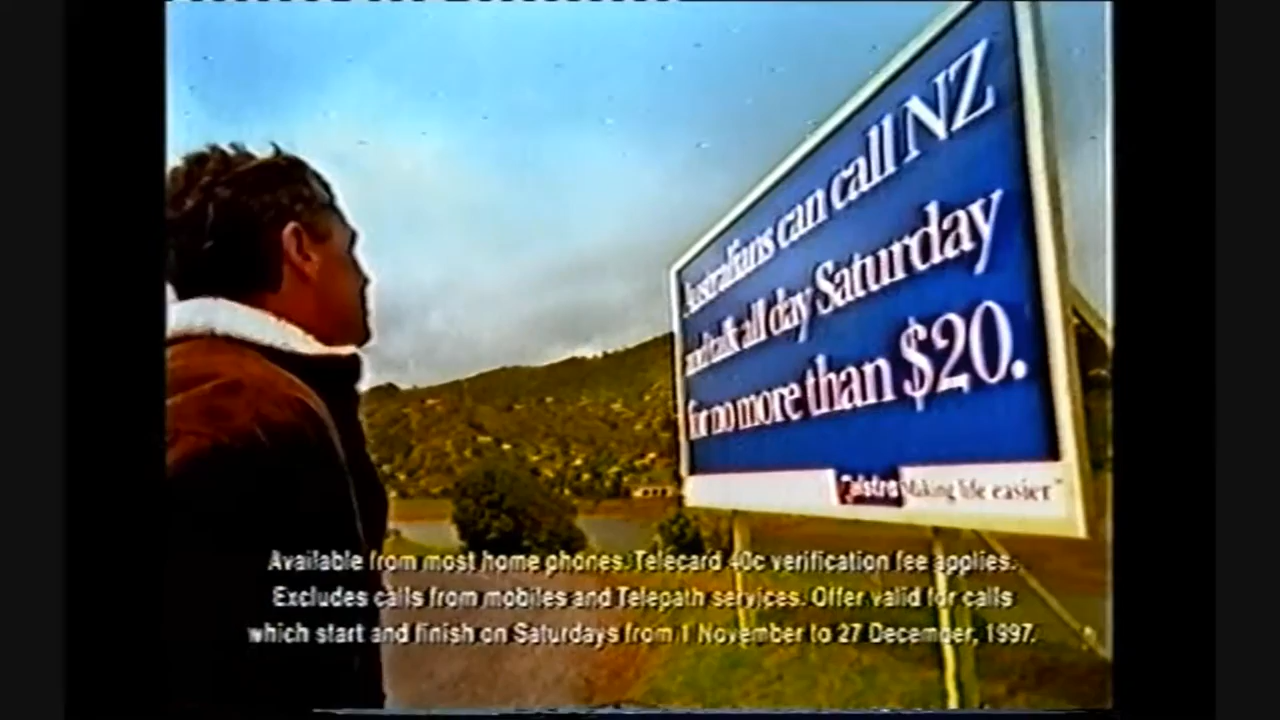 Australians can call NZ
and talk all day Saturday
for no more than $20.
Telstra Making life easier™
Available from most home phones. Telecard 40c verification fee applies.
Excludes calls from mobiles and Telepath services. Offer valid for calls
which start and finish on Saturdays from 1 November to 27 December, 1997.